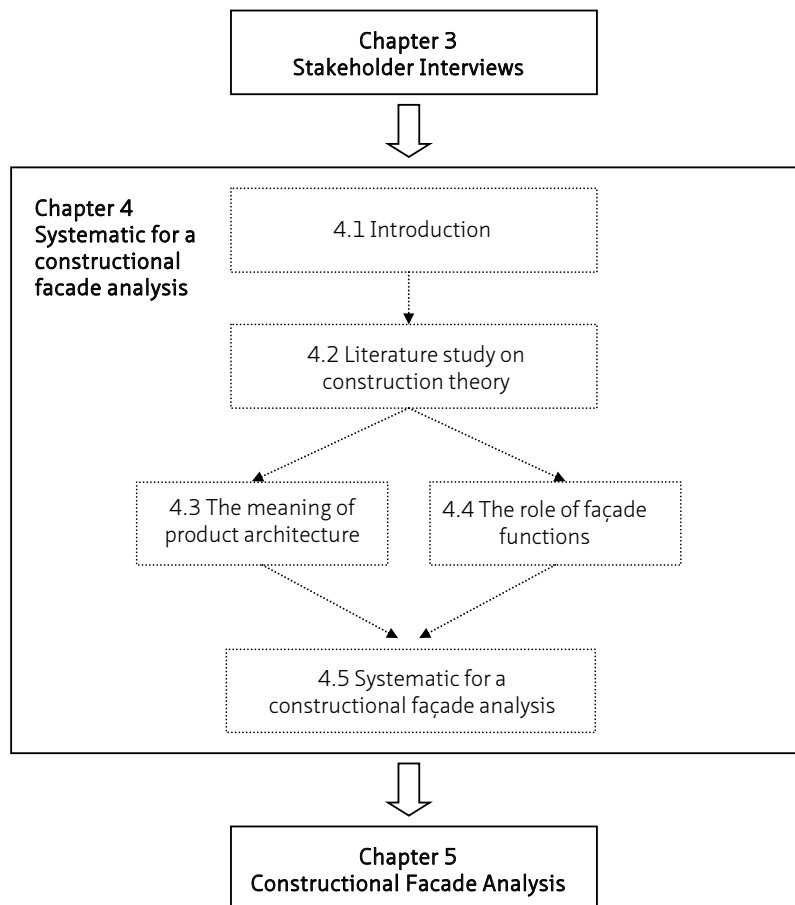 Chapter 3
Stakeholder Interviews
Chapter 4
Systematic for a
constructional
facade analysis
4.1 Introduction
4.2 Literature study on
construction theory
4.3 The meaning of
product architecture
4.4 The role of façade
functions
4.5 Systematic for a
constructional façade analysis
Chapter 5
Constructional Facade Analysis